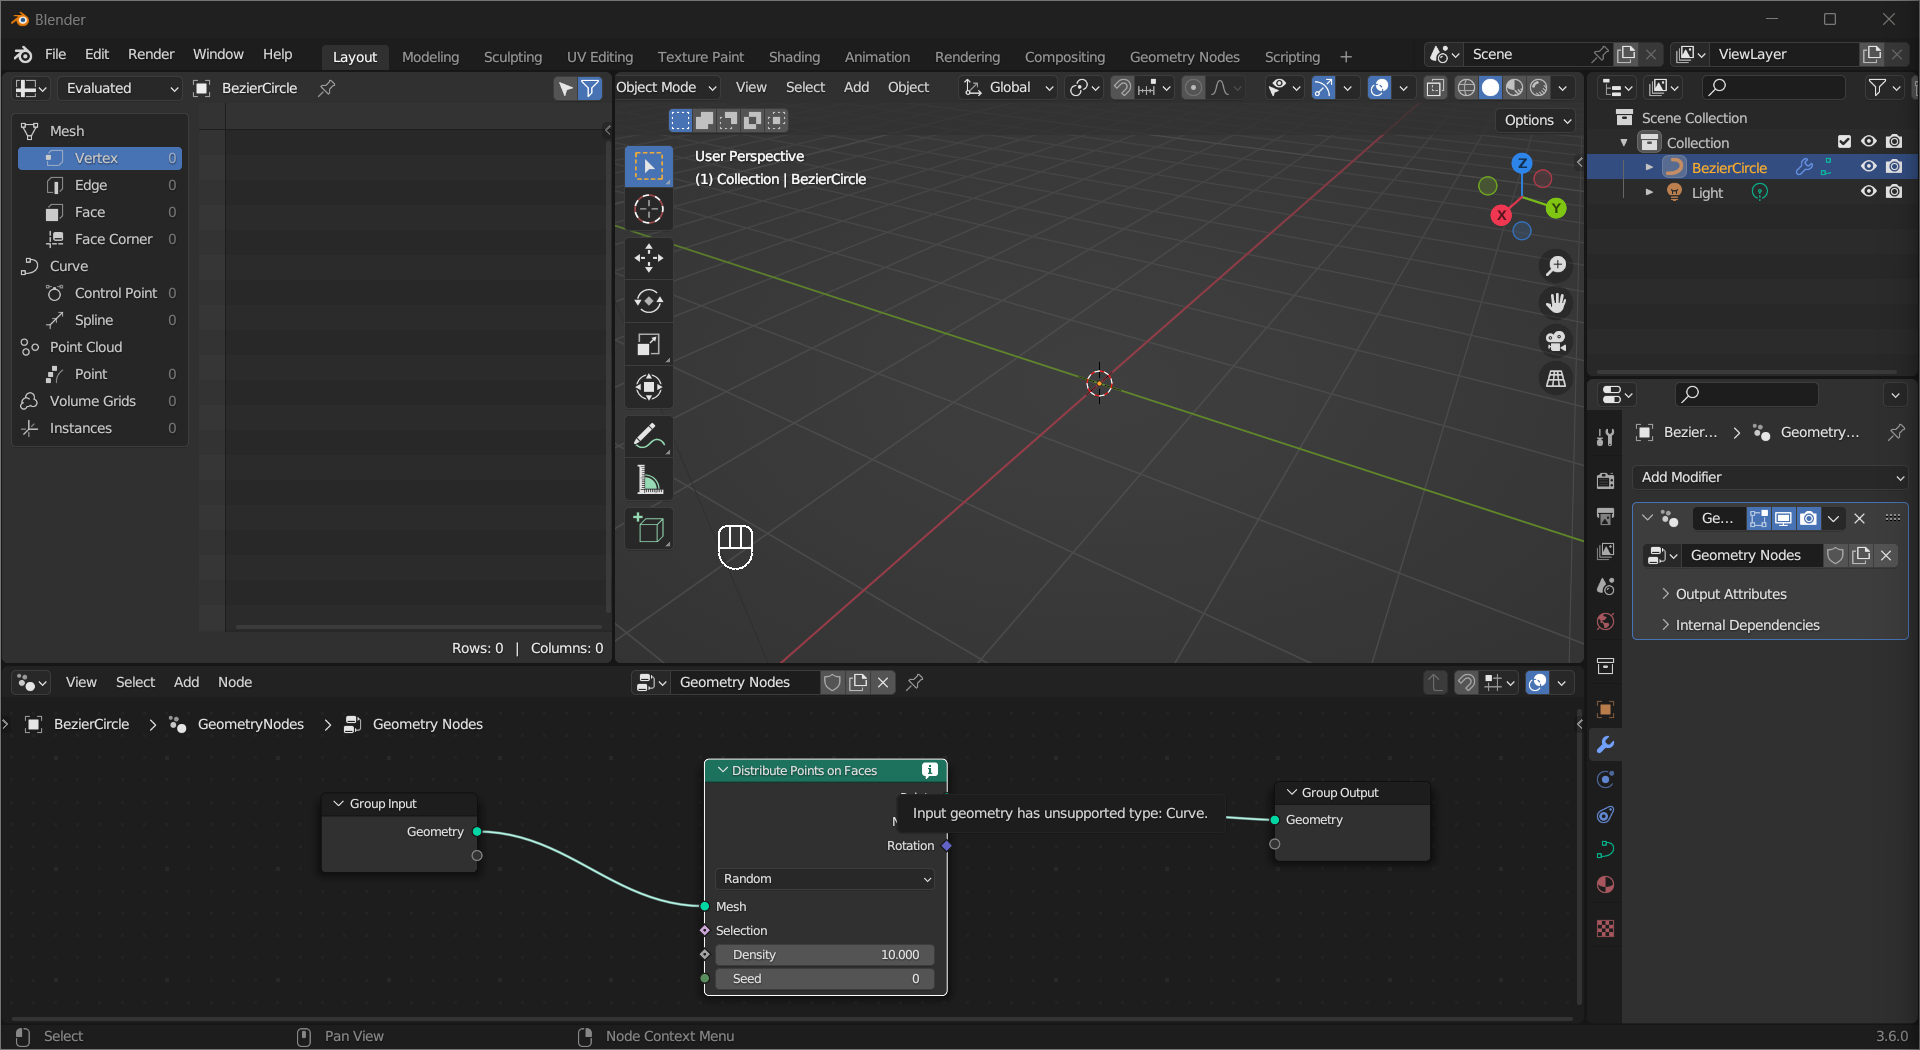 Blender
File Edit Render Window Help Layout Modeling Sculpting UV Editing Texture Paint Shading Animation Rendering Compositing Geometry Nodes Scripting + Scene ViewLayer
Evaluated BezierCircle
Mesh
Vertex 0
Edge 0
Face 0
Face Corner 0
Curve
Control Point 0
Spline 0
Point Cloud
Point 0
Volume Grids 0
Instances 0
Rows: 0 | Columns: 0
Object Mode View Select Add Object Global
Options
User Perspective
(1) Collection | BezierCircle
Z
Y
X
Scene Collection
Collection
BezierCircle
Light
Bezier... Geometry...
Add Modifier
Ge...
Geometry Nodes
Output Attributes
Internal Dependencies
View Select Add Node Geometry Nodes
BezierCircle GeometryNodes Geometry Nodes
Group Input
Geometry
Distribute Points on Faces
Input geometry has unsupported type: Curve.
Rotation
Random
Mesh
Selection
Density 10.000
Seed 0
Group Output
Geometry
Select Pan View Node Context Menu 3.6.0